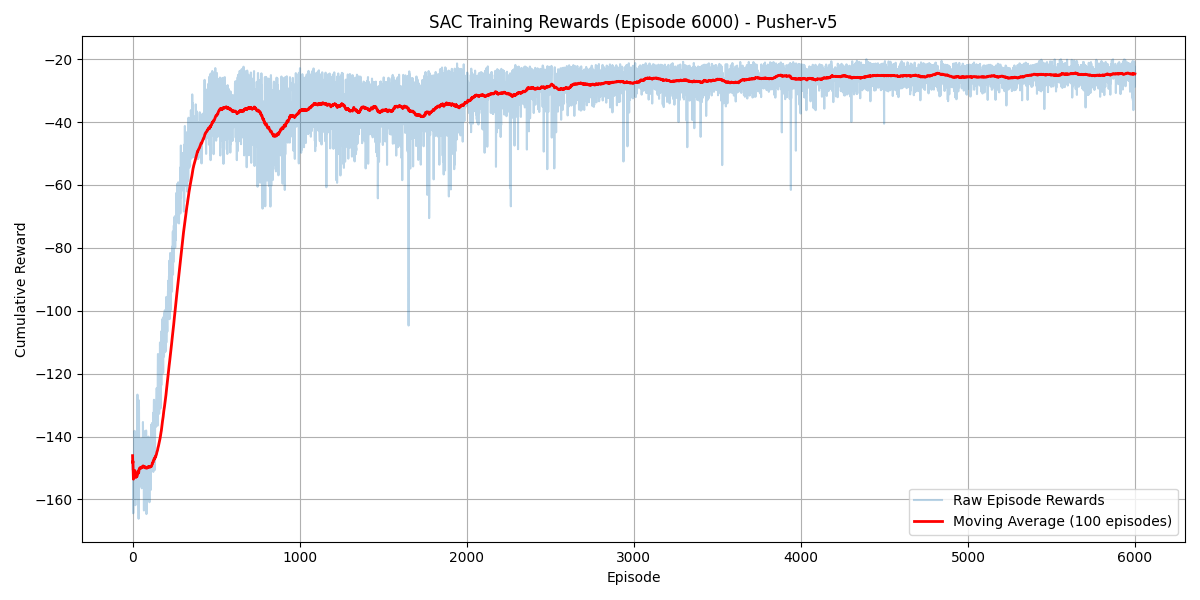 SAC Training Rewards (Episode 6000) - Pusher-v5
Cumulative Reward
−20
−40
−60
−80
−100
−120
−140
−160
0 1000 2000 3000 4000 5000 6000
Episode
Raw Episode Rewards
Moving Average (100 episodes)